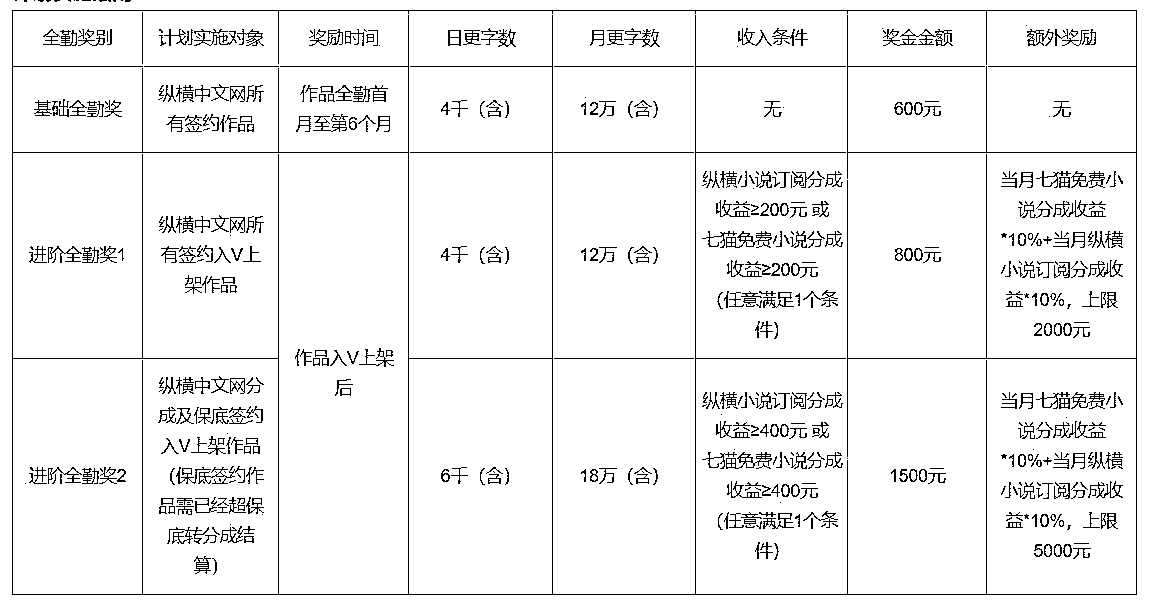 全勤奖别
计划实施对象
奖励时间
日更字数
月更字数
收入条件
奖金金额
额外奖励
基础全勤奖
纵横中文网所
有签约作品
作品全勤首
月至第6个月
4千（含）
12万（含）
无
600元
无
进阶全勤奖1
纵横中文网所
有签约入V上
架作品
作品入V上架
后
4千（含）
12万（含）
纵横小说订阅分成
收益≥200元 或
七猫免费小说分成
收益≥200元
（任意满足1个条
件）
800元
当月七猫免费小
说分成收益
*10%+当月纵横
小说订阅分成收
益*10%，上限
2000元
进阶全勤奖2
纵横中文网分
成及保底签约
入V上架作品
（保底签约作
品需已经超保
底转分成结
算）
6千（含）
18万（含）
纵横小说订阅分成
收益≥400元 或
七猫免费小说分成
收益≥400元
（任意满足1个条
件）
1500元
当月七猫免费小
说分成收益
*10%+当月纵横
小说订阅分成收
益*10%，上限
5000元